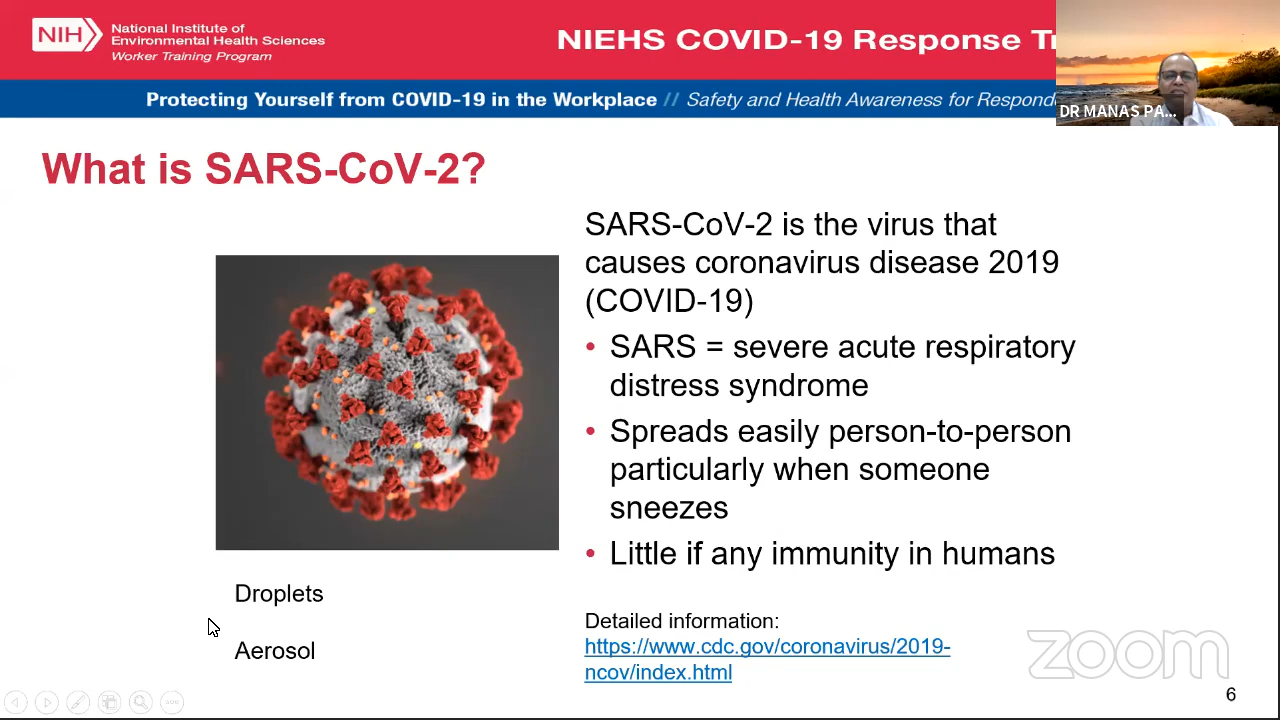 NIH
National Institute of
Environmental Health Sciences
Worker Training Program
NIEHS COVID-19 Response Tr
DR MANAS PA...
Protecting Yourself from COVID-19 in the Workplace // Safety and Health Awareness for Responde
What is SARS-CoV-2?
SARS-CoV-2 is the virus that
causes coronavirus disease 2019
(COVID-19)
• SARS = severe acute respiratory
distress syndrome
• Spreads easily person-to-person
particularly when someone
sneezes
• Little if any immunity in humans
Droplets
Aerosol
Detailed information:
https://www.cdc.gov/coronavirus/2019-
ncov/index.html
zoom
6